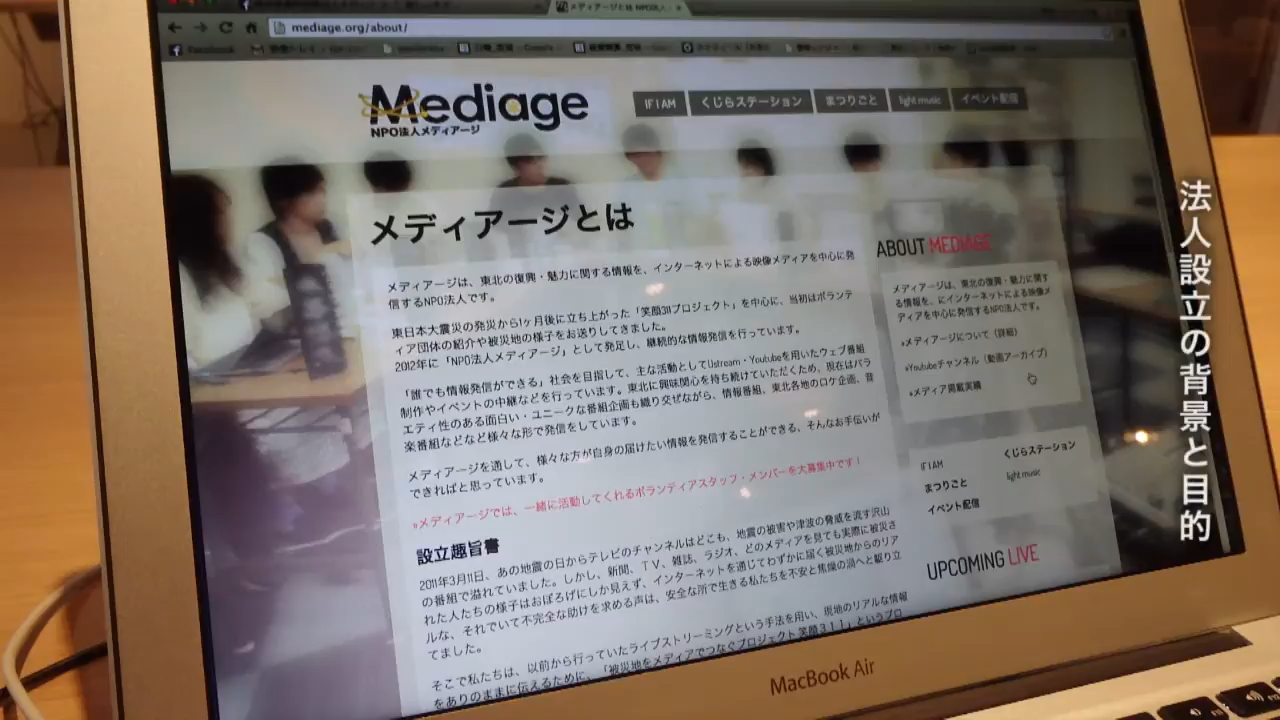 メディアージとは NPO法人
mediage.org/about/
Facebook
Mediage
NPO法人メディアージ
IF I AM
くじらステーション
まつりごと
light music
イベント配信
メディアージとは
メディアージは、東北の復興・魅力に関する情報を、インターネットによる映像メディアを中心に発
信するNPO法人です。
東日本大震災の発災から1ヶ月後に立ち上がった「笑顔311プロジェクト」を中心に、当初はボランテ
ィア団体の紹介や被災地の様子をお送りしてきました。
2012年に「NPO法人メディアージ」として発足し、継続的な情報発信を行っています。
「誰でも情報発信ができる」社会を目指して、主な活動としてUstream・Youtubeを用いたウェブ番組
制作やイベントの中継などを行っています。東北に興味関心を持ち続けていただくため、現在はバラ
エティ性のある面白い・ユニークな番組企画も織り交ぜながら、情報番組、東北各地のロケ企画、音
楽番組などなど様々な形で発信をしています。
メディアージを通して、様々な方が自身の届けたい情報を発信することができる、そんなお手伝いが
できればと思っています。
»メディアージでは、一緒に活動してくれるボランティアスタッフ・メンバーを大募集中です！
設立趣旨書
2011年3月11日、あの地震の日からテレビのチャンネルはどこも、地震の被害や津波の脅威を流す沢山
の番組で溢れていました。しかし、新聞、TV、雑誌、ラジオ、どのメディアを見ても実際に被災さ
れた人たちの様子はおぼろげにしか見えず、インターネットを通じてわずかに届く被災地からのリア
ルな、それでいて不完全な助けを求める声は、安全な所で生きる私たちを不安と焦燥の渦へと駆り立
てました。
そこで私たちは、以前から行っていたライブストリーミングという手法を用い、現地のリアルな情報
をありのままに伝えるために、「被災地をメディアでつなぐプロジェクト 笑顔311」というプロ
ABOUT MEDIAGE
メディアージは、東北の復興・魅力に関す
る情報を、にインターネットによる映像メ
ディアを中心に発信するNPO法人です。
»メディアージについて（詳細）
»Youtubeチャンネル（動画アーカイブ）
»メディア掲載実績
IF I AM
くじらステーション
まつりごと
light music
イベント配信
UPCOMING LIVE
MacBook Air
法人設立の背景と目的